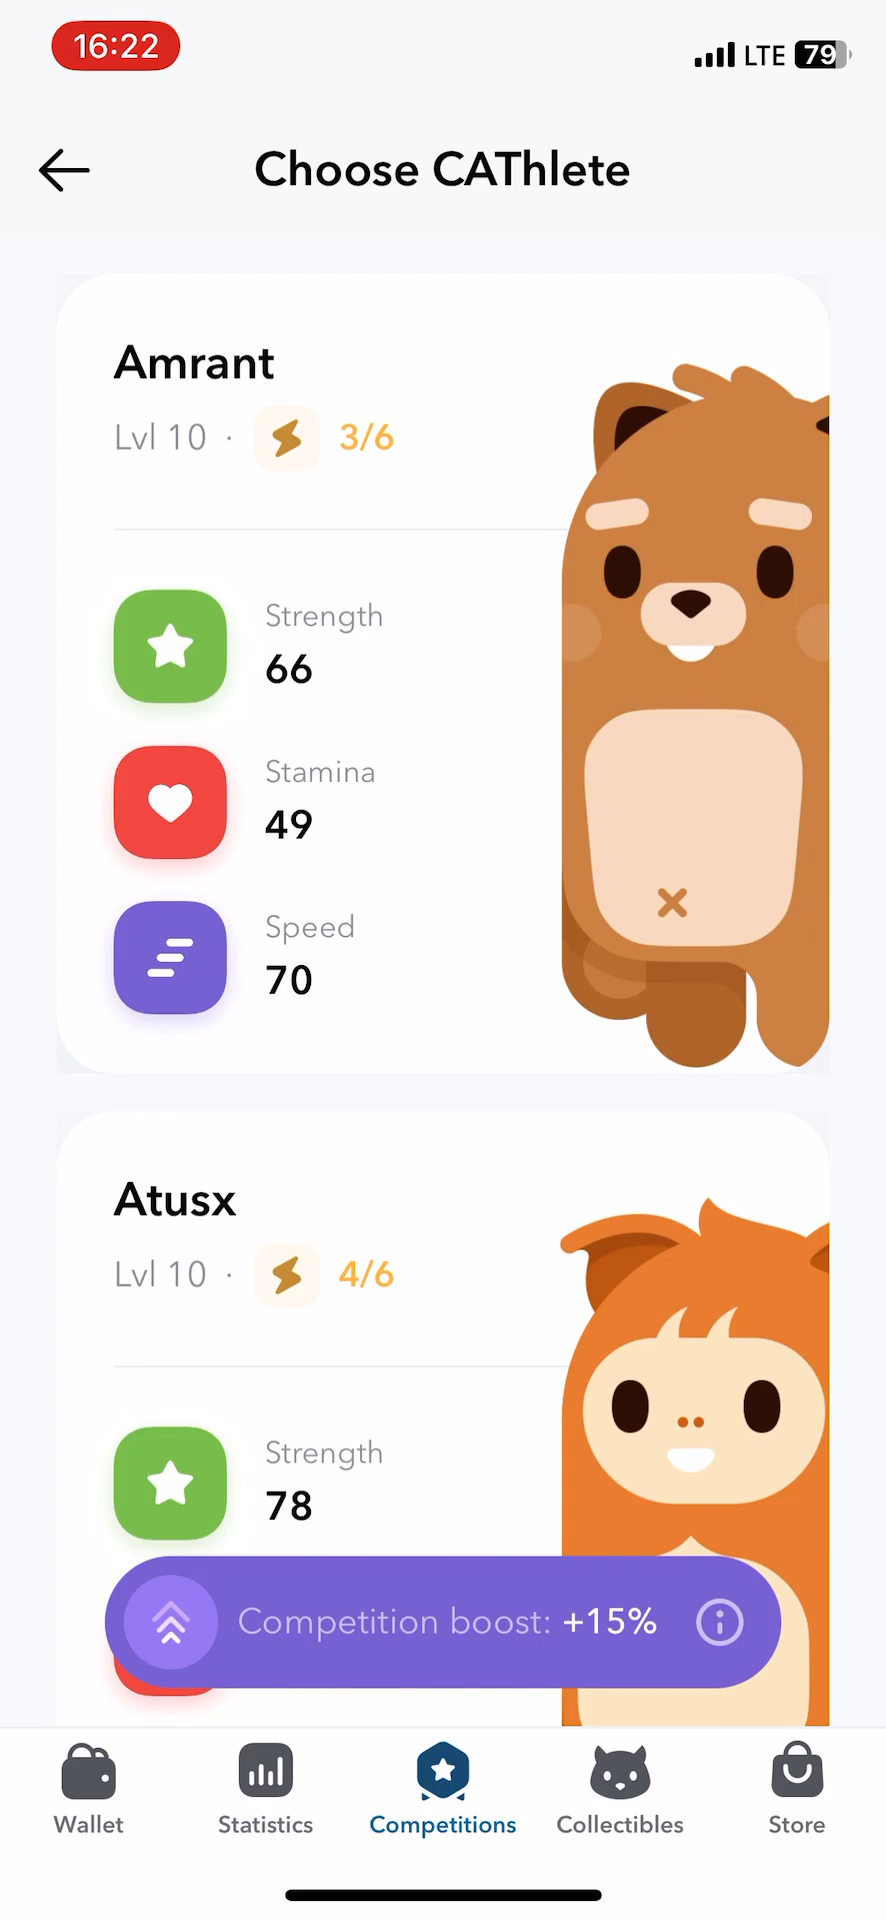 16:22
LTE 79
Choose CAThlete
Amrant
Lvl 10 · 3/6
Strength
66
Stamina
49
Speed
70
Atusx
Lvl 10 · 4/6
Strength
78
Competition boost: +15%
Wallet
Statistics
Competitions
Collectibles
Store